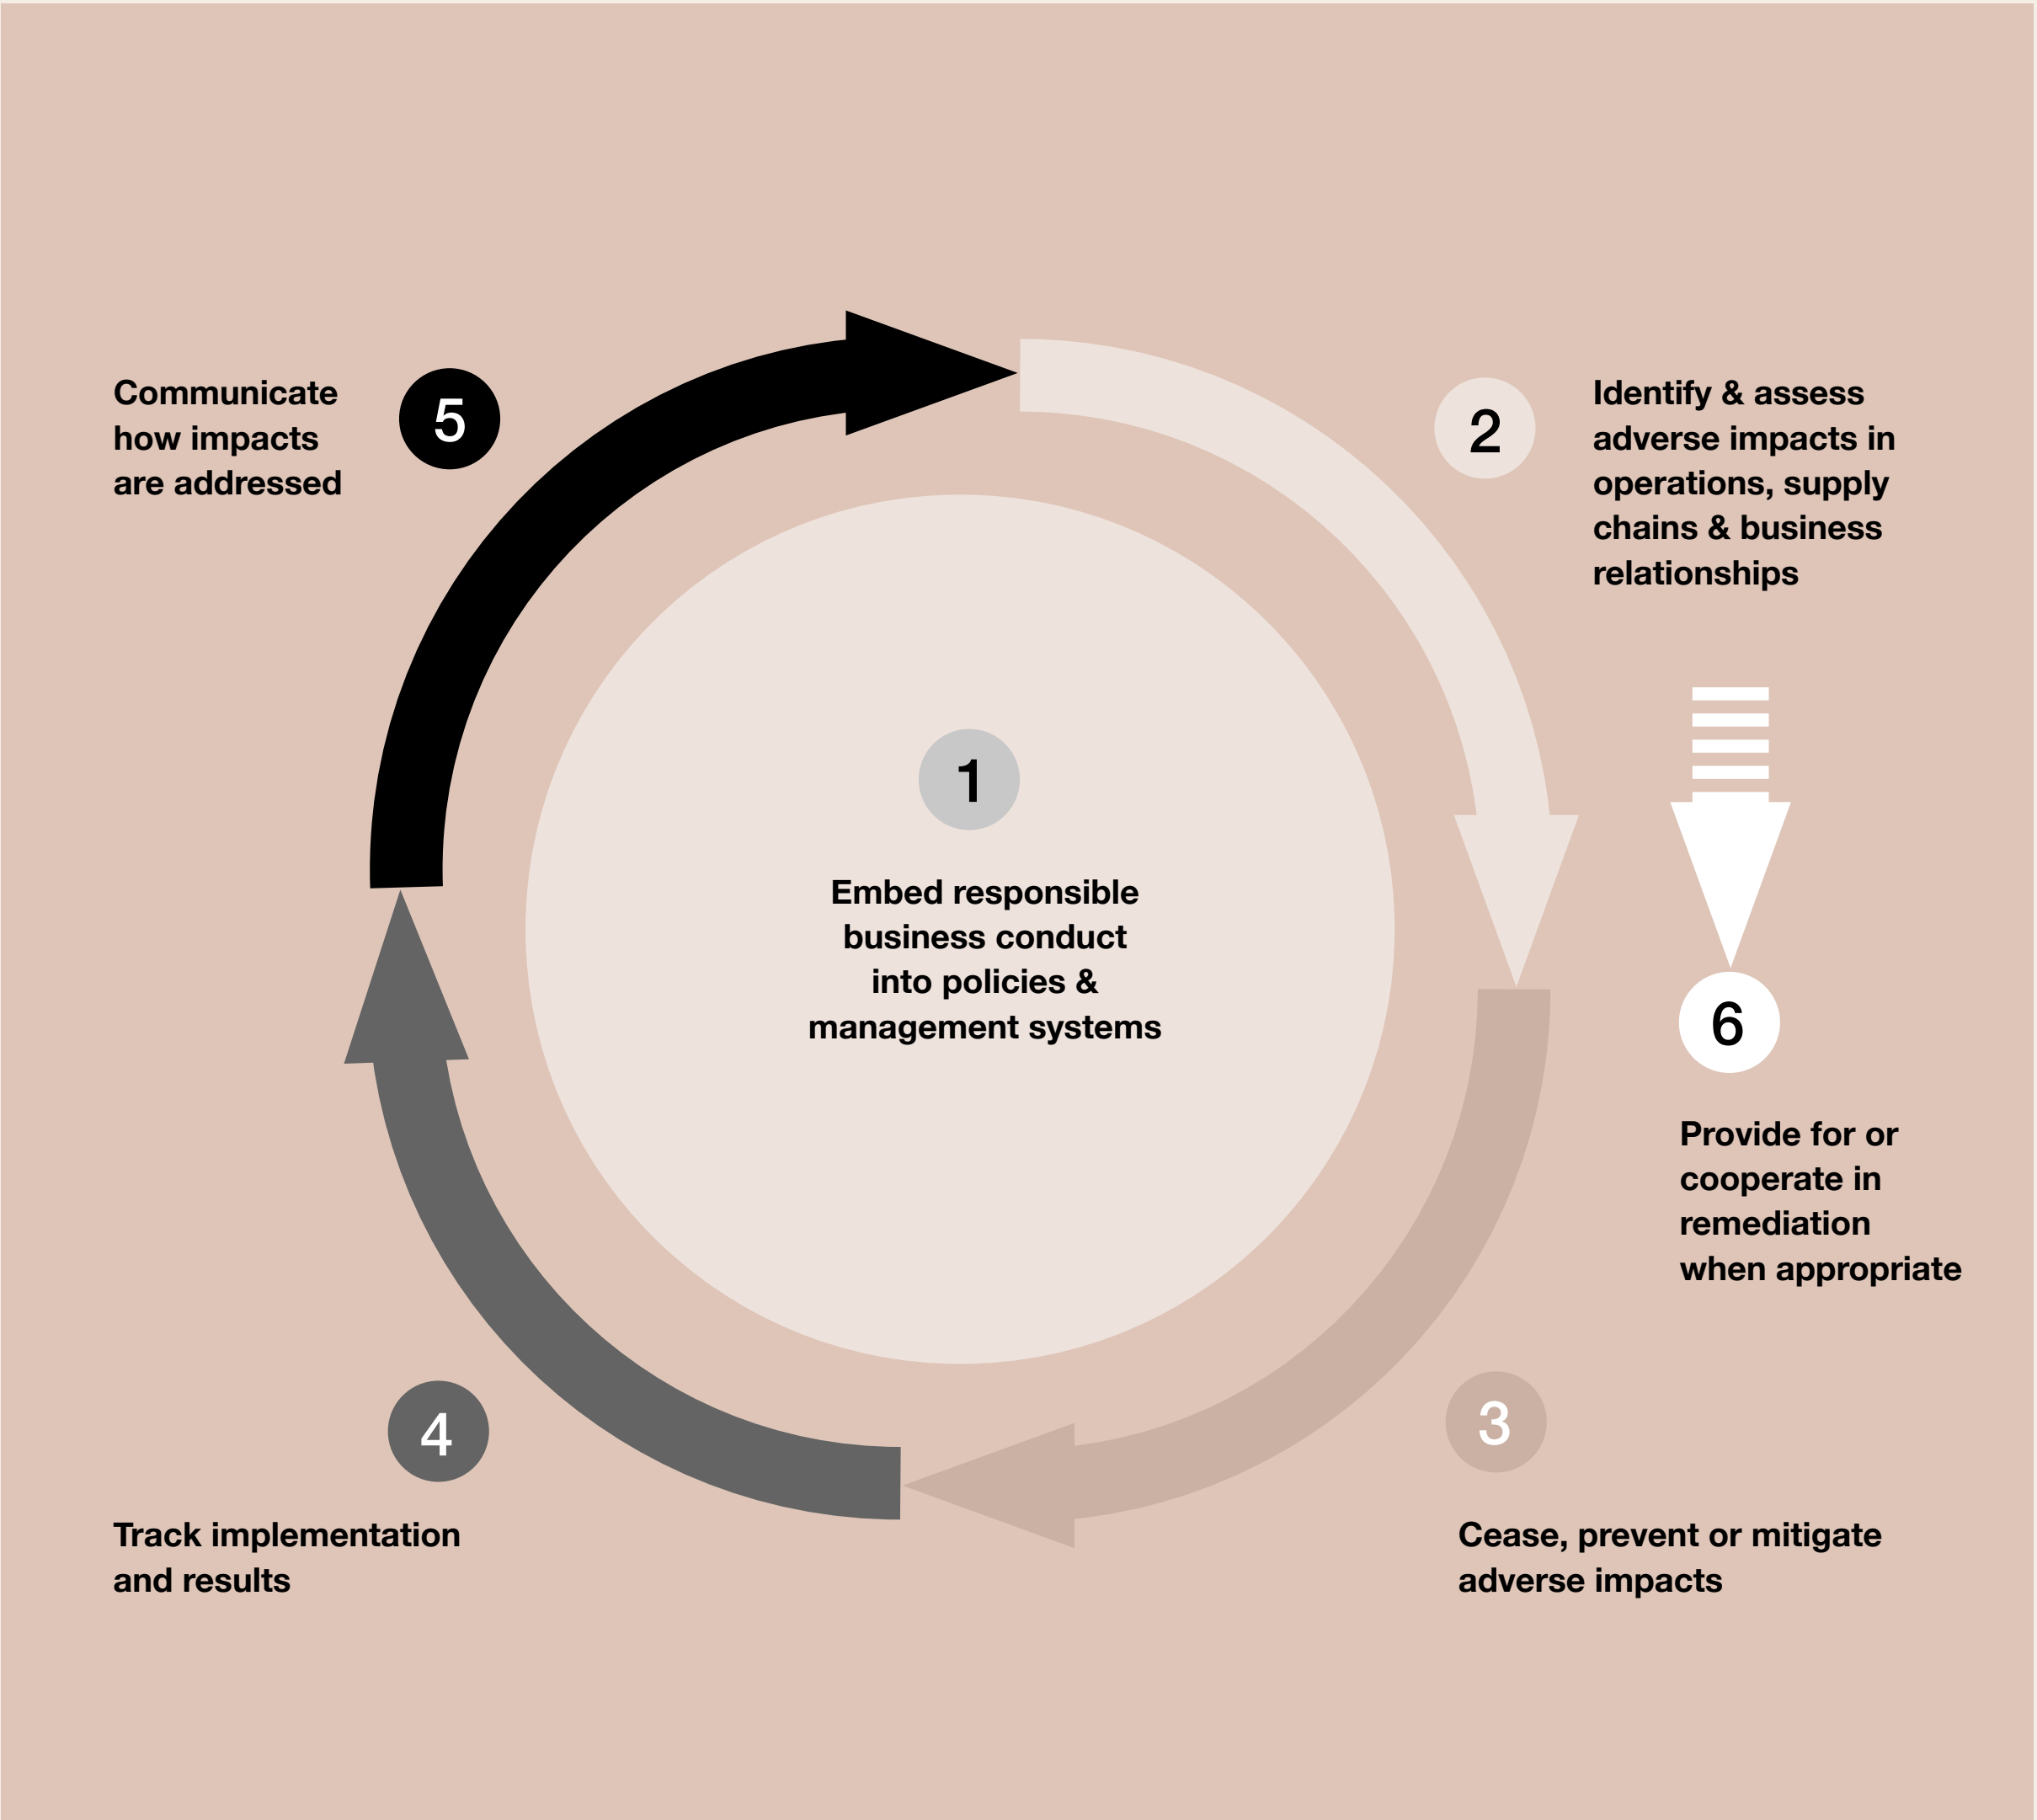 1
Embed responsible
business conduct
into policies &
management systems
2
Identify & assess
adverse impacts in
operations, supply
chains & business
relationships
3
Cease, prevent or mitigate
adverse impacts
4
Track implementation
and results
5
Communicate
how impacts
are addressed
6
Provide for or
cooperate in
remediation
when appropriate